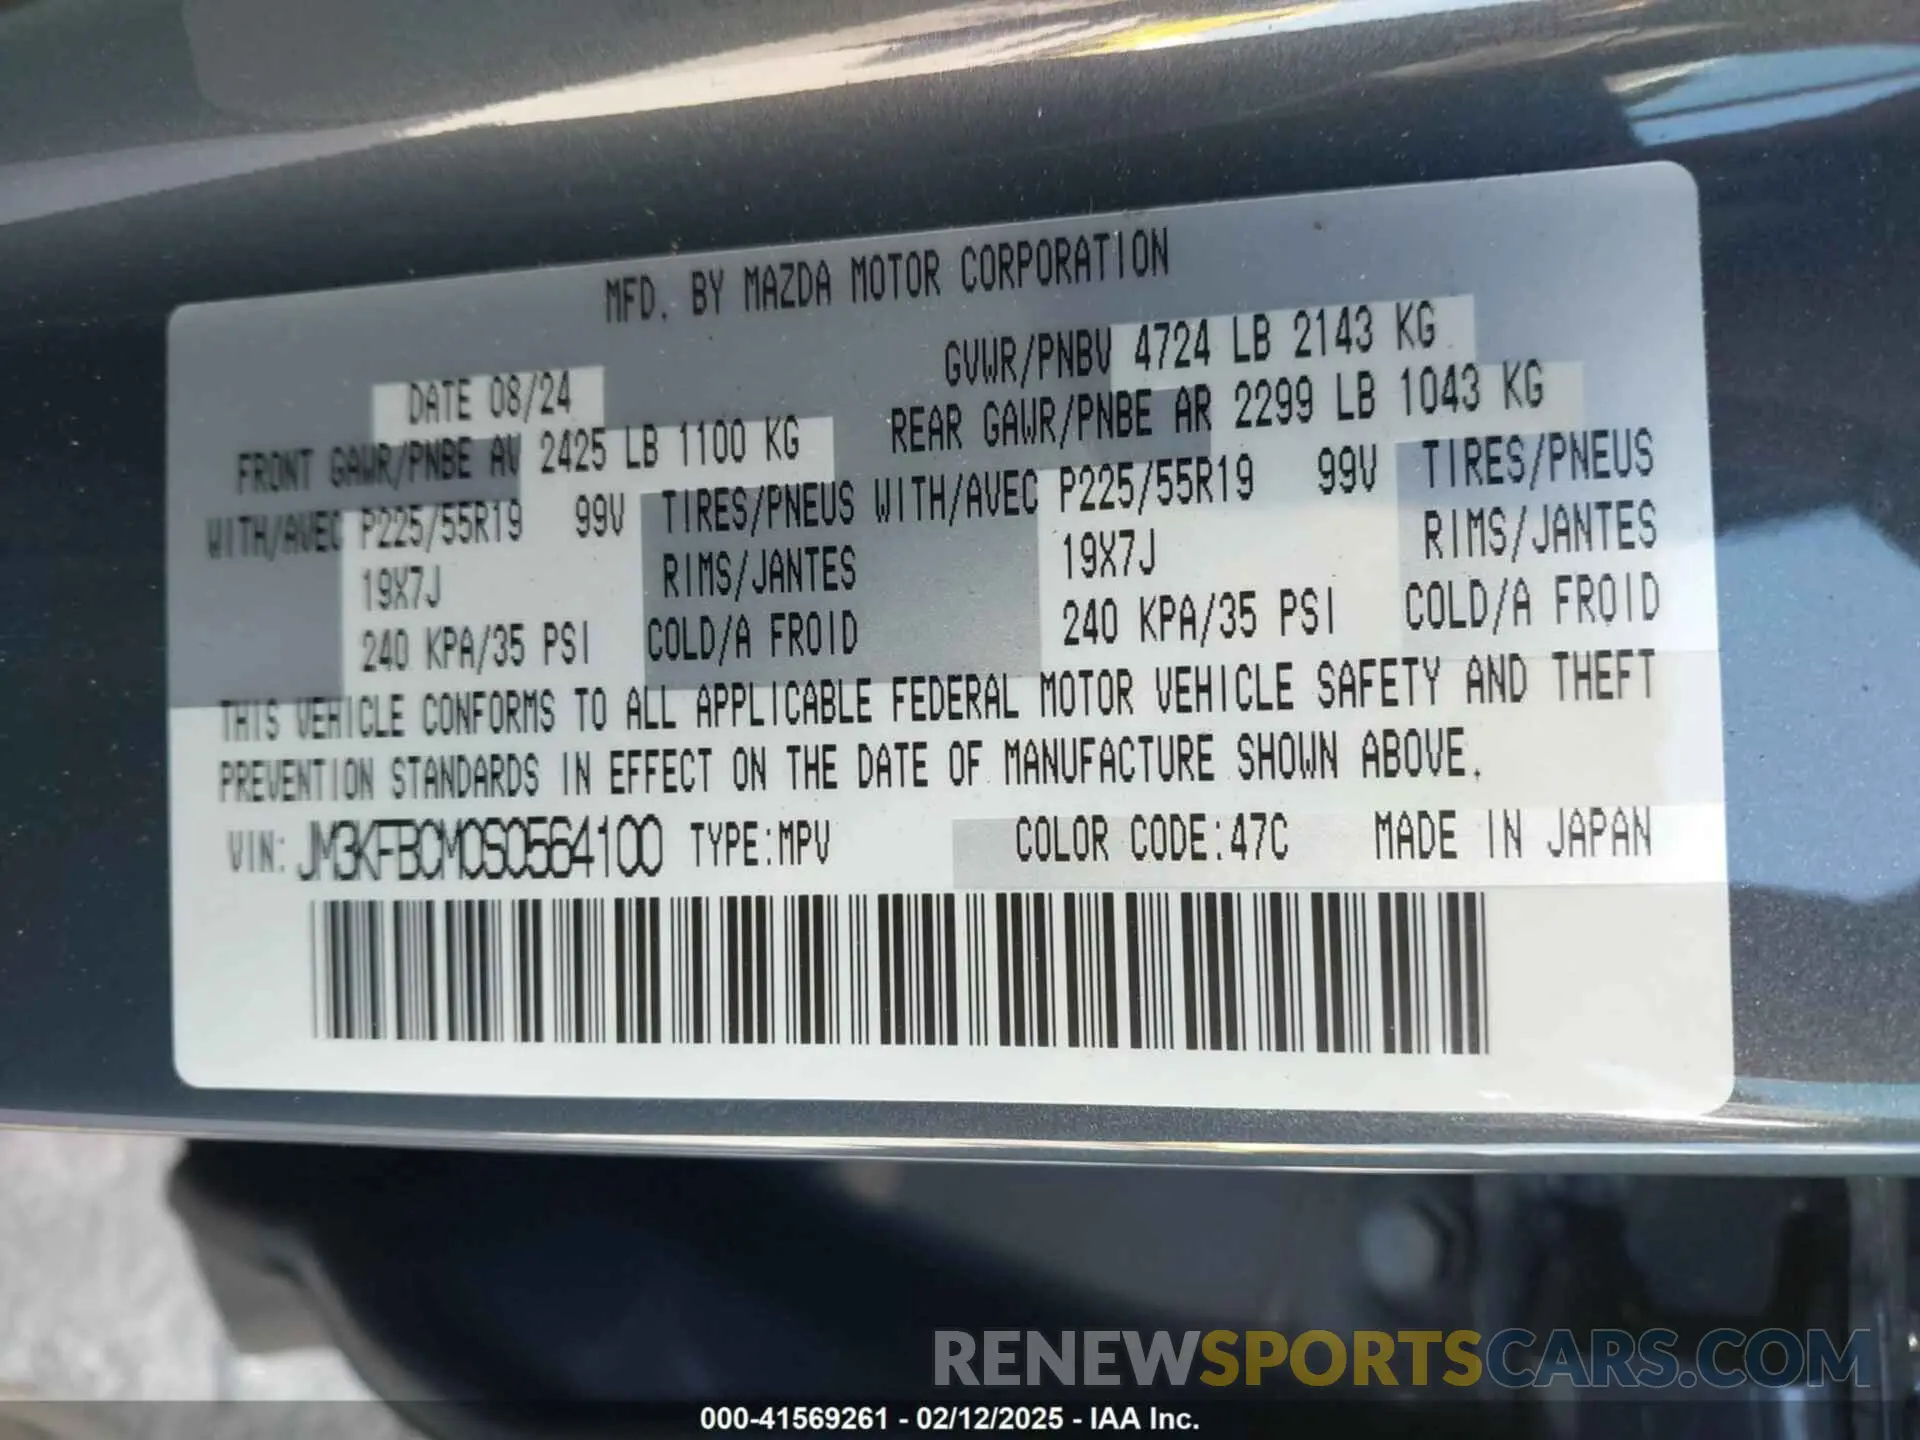 MFD. BY MAZDA MOTOR CORPORATION
DATE 08/24 GVWR/PNBV 4724 LB 2143 KG
FRONT GAWR/PNBE AV 2425 LB 1100 KG REAR GAWR/PNBE AR 2299 LB 1043 KG
WITH/AVEC P225/55R19 99V TIRES/PNEUS WITH/AVEC P225/55R19 99V TIRES/PNEUS
19X7J RIMS/JANTES 19X7J RIMS/JANTES
240 KPA/35 PSI COLD/A FROID 240 KPA/35 PSI COLD/A FROID
THIS VEHICLE CONFORMS TO ALL APPLICABLE FEDERAL MOTOR VEHICLE SAFETY AND THEFT
PREVENTION STANDARDS IN EFFECT ON THE DATE OF MANUFACTURE SHOWN ABOVE.
VIN: JM3KFBCM0S0564100 TYPE:MPV COLOR CODE:47C MADE IN JAPAN
RENEWSPORTSCARS.COM
000-41569261 - 02/12/2025 - IAA Inc.